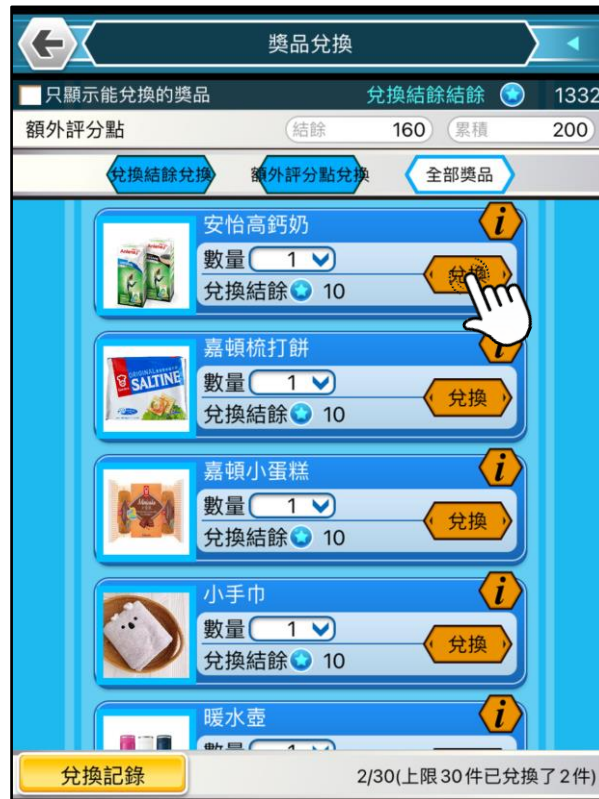 獎品兌換
只顯示能兌換的獎品 兌換結餘結餘 1332
額外評分點 結餘 160 累積 200
兌換結餘兌換 額外評分點兌換 全部獎品
安怡高鈣奶 i
數量 1
兌換結餘 10 兌換
嘉頓梳打餅 i
ORIGINAL
SALTINE
數量 1
兌換結餘 10 兌換
嘉頓小蛋糕 i
數量 1
兌換結餘 10 兌換
小手巾 i
數量 1
兌換結餘 10 兌換
暖水壺 i
數量 1
兌換記錄 2/30(上限30件已兌換了2件)